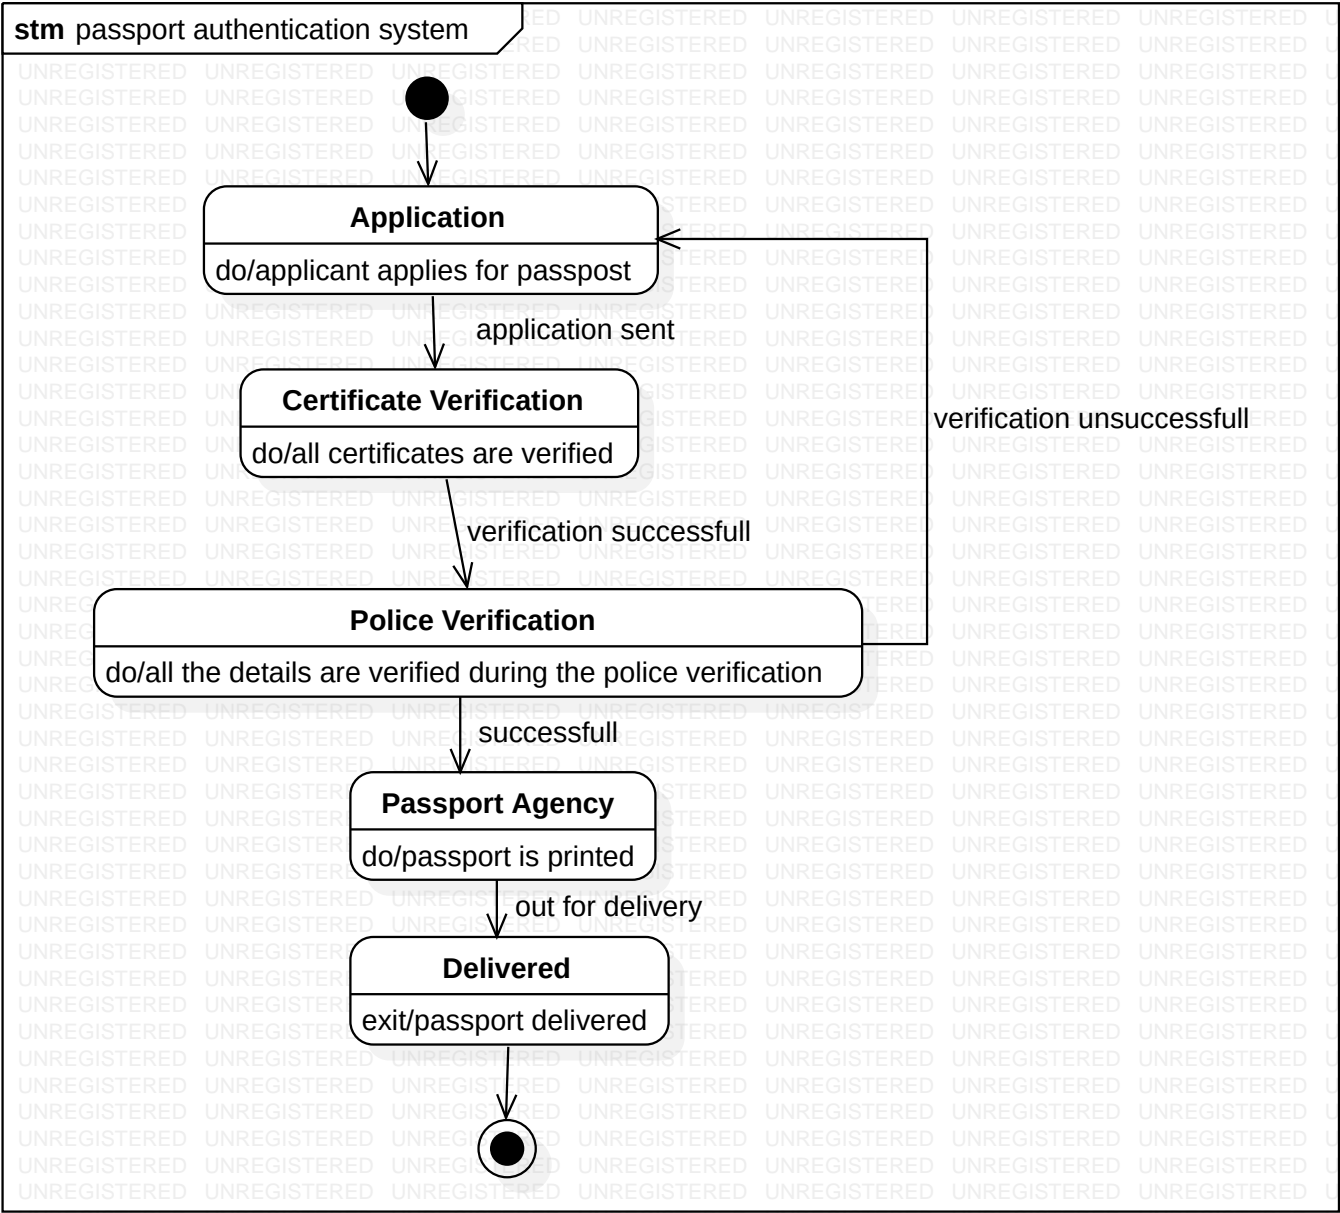 stm passport authentication system
Application
do/applicant applies for passpost
application sent
Certificate Verification
verification unsuccessfull
do/all certificates are verified
verification successfull
Police Verification
do/all the details are verified during the police verification
successfull
Passport Agency
do/passport is printed
out for delivery
Delivered
exit/passport delivered
UNREGISTERED